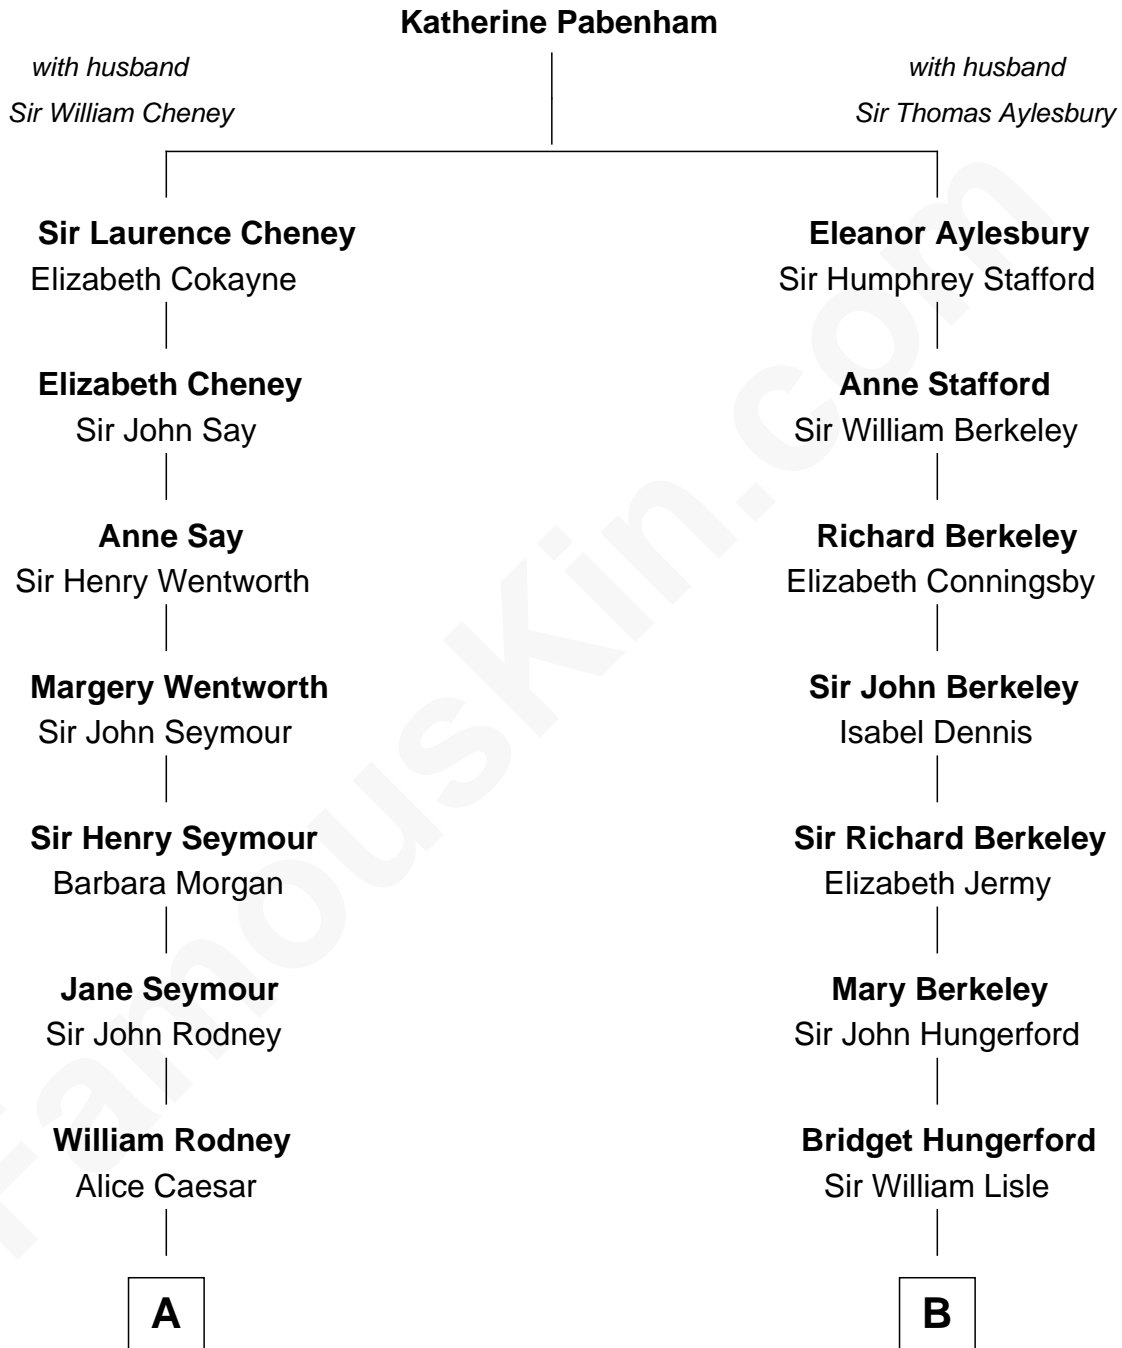 Katherine Pabenham
with husband
Sir William Cheney
with husband
Sir Thomas Aylesbury
Sir Laurence Cheney
Elizabeth Cokayne
Elizabeth Cheney
Sir John Say
Anne Say
Sir Henry Wentworth
Margery Wentworth
Sir John Seymour
Sir Henry Seymour
Barbara Morgan
Jane Seymour
Sir John Rodney
William Rodney
Alice Caesar
A
Eleanor Aylesbury
Sir Humphrey Stafford
Anne Stafford
Sir William Berkeley
Richard Berkeley
Elizabeth Conningsby
Sir John Berkeley
Isabel Dennis
Sir Richard Berkeley
Elizabeth Jermy
Mary Berkeley
Sir John Hungerford
Bridget Hungerford
Sir William Lisle
B
FamousKin.com